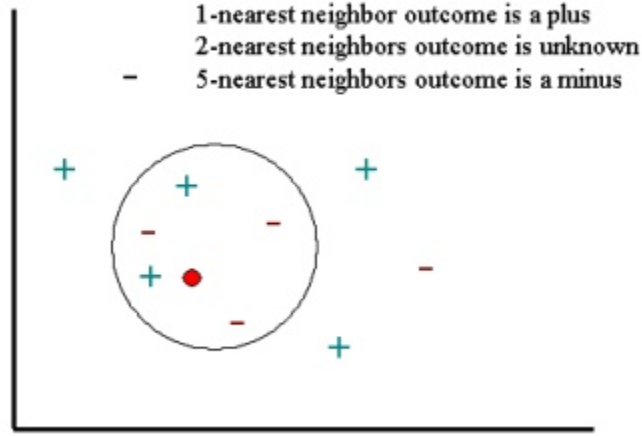 1-nearest neighbor outcome is a plus
2-nearest neighbors outcome is unknown
5-nearest neighbors outcome is a minus